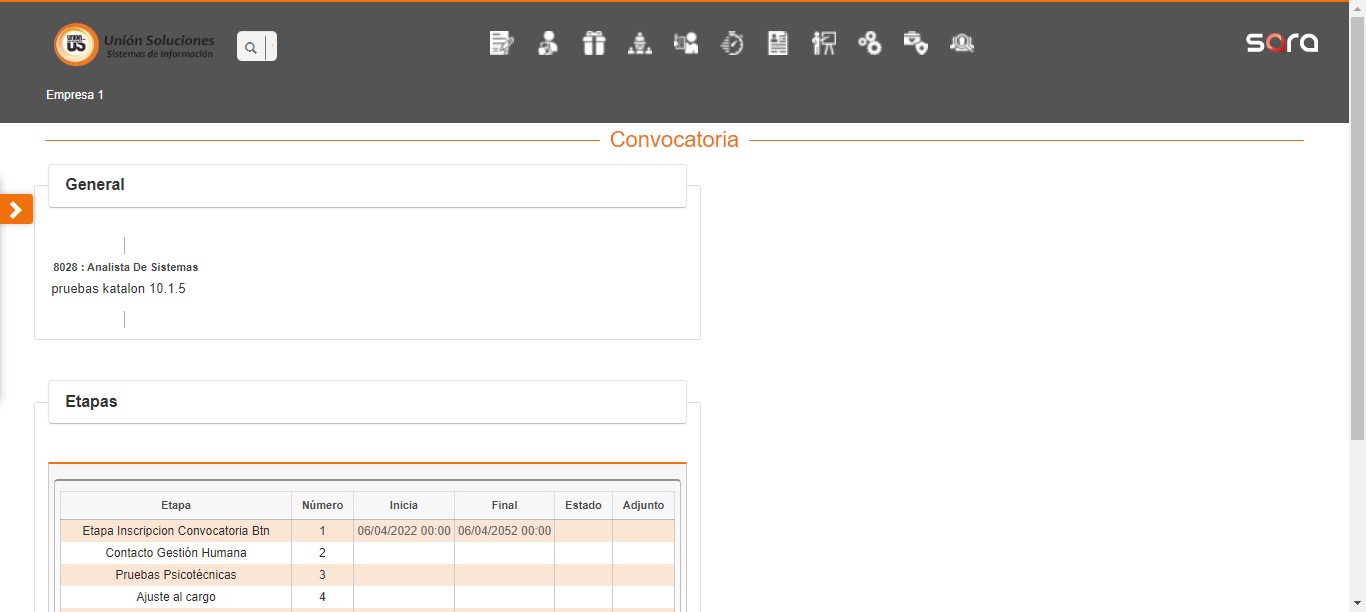 UNION
US
Unión Soluciones
Sistemas de Información
sara
Empresa 1
Convocatoria
General
8028 : Analista De Sistemas
pruebas katalon 10.1.5
Etapas
Etapa Número Inicia Final Estado Adjunto
Etapa Inscripcion Convocatoria Btn 1 06/04/2022 00:00 06/04/2052 00:00
Contacto Gestión Humana 2
Pruebas Psicotécnicas 3
Ajuste al cargo 4